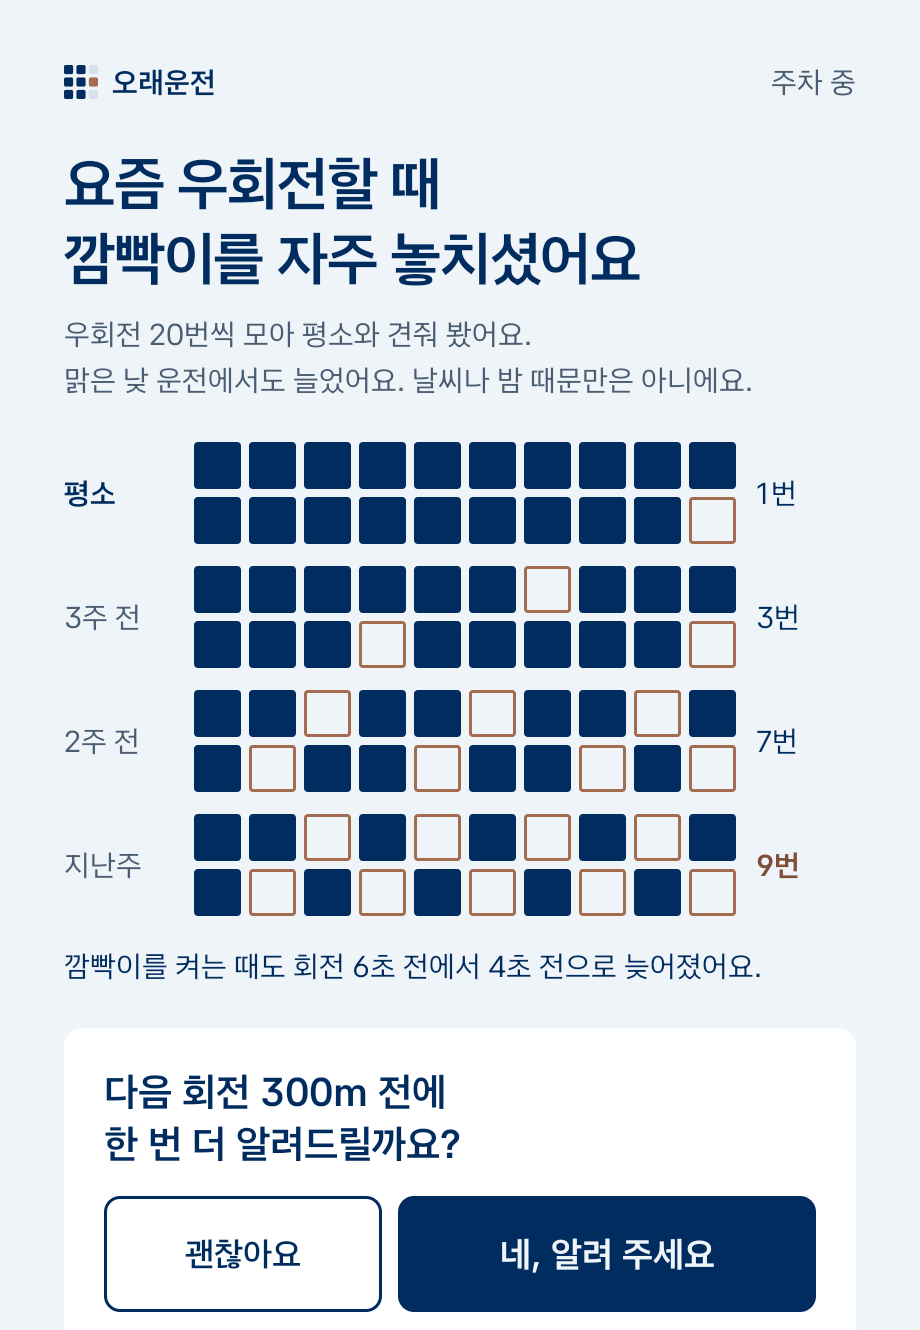 오래운전
주차 중
요즘 우회전할 때
깜빡이를 자주 놓치셨어요
우회전 20번씩 모아 평소와 견줘 봤어요.
맑은 낮 운전에서도 늘었어요. 날씨나 밤 때문만은 아니에요.
평소
1번
3주 전
3번
2주 전
7번
지난주
9번
깜빡이를 켜는 때도 회전 6초 전에서 4초 전으로 늦어졌어요.
다음 회전 300m 전에
한 번 더 알려드릴까요?
괜찮아요
네, 알려 주세요